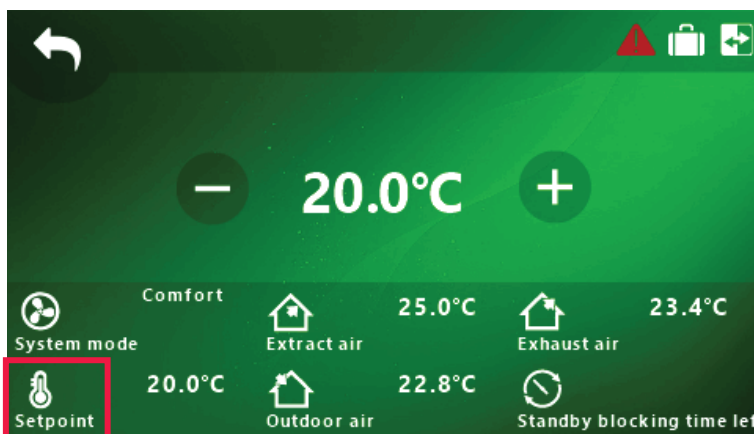 20.0°C
Comfort 25.0°C 23.4°C
System mode Extract air Exhaust air
20.0°C 22.8°C
Setpoint Outdoor air Standby blocking time lef